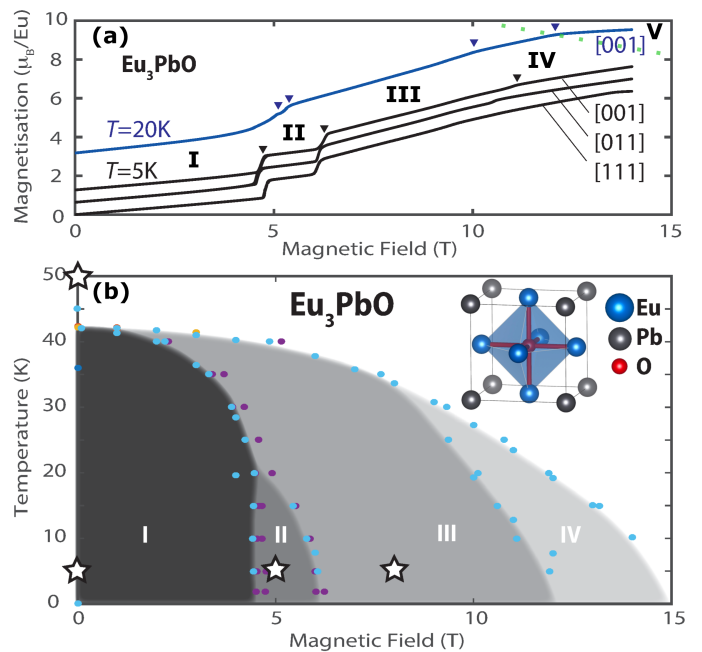 10
8
6
4
2
0
Magnetisation (μB/Eu)
(a)
Eu3PbO
T=20K
T=5K
I
II
III
IV
V
[001]
[001]
[011]
[111]
0
5
10
15
Magnetic Field (T)
50
40
30
20
10
0
Temperature (K)
(b)
Eu3PbO
Eu
Pb
O
I
II
III
IV
0
5
10
15
Magnetic Field (T)